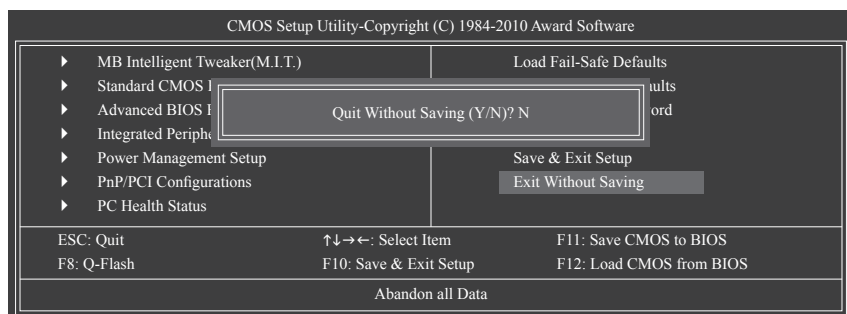 CMOS Setup Utility-Copyright (C) 1984-2010 Award Software
MB Intelligent Tweaker(M.I.T.)
Standard CMOS
Advanced BIOS
Integrated
Power Management Setup
PnP/PCI Configurations
PC Health Status
Load Fail-Safe Defaults
Quit Without Saving (Y/N)? N
Save & Exit Setup
Exit Without Saving
ESC: Quit
↑↓→←: Select Item
F11: Save CMOS to BIOS
F8: Q-Flash
F10: Save & Exit Setup
F12: Load CMOS from BIOS
Abandon all Data